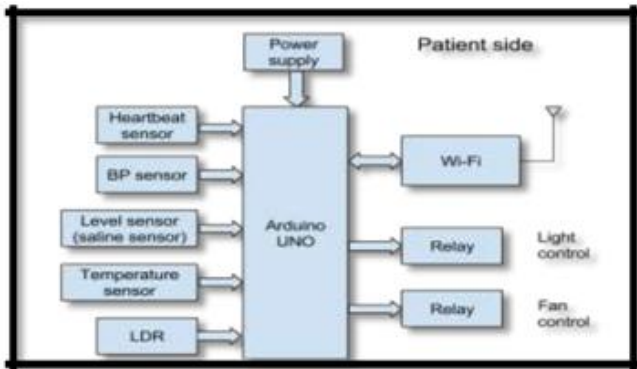 Power
supply
Patient side
Heartbeat
sensor
BP sensor
Level sensor
(saline sensor)
Temperature
sensor
LDR
Arduino
UNO
Wi-Fi
Relay
Light
control
Relay
Fan
control